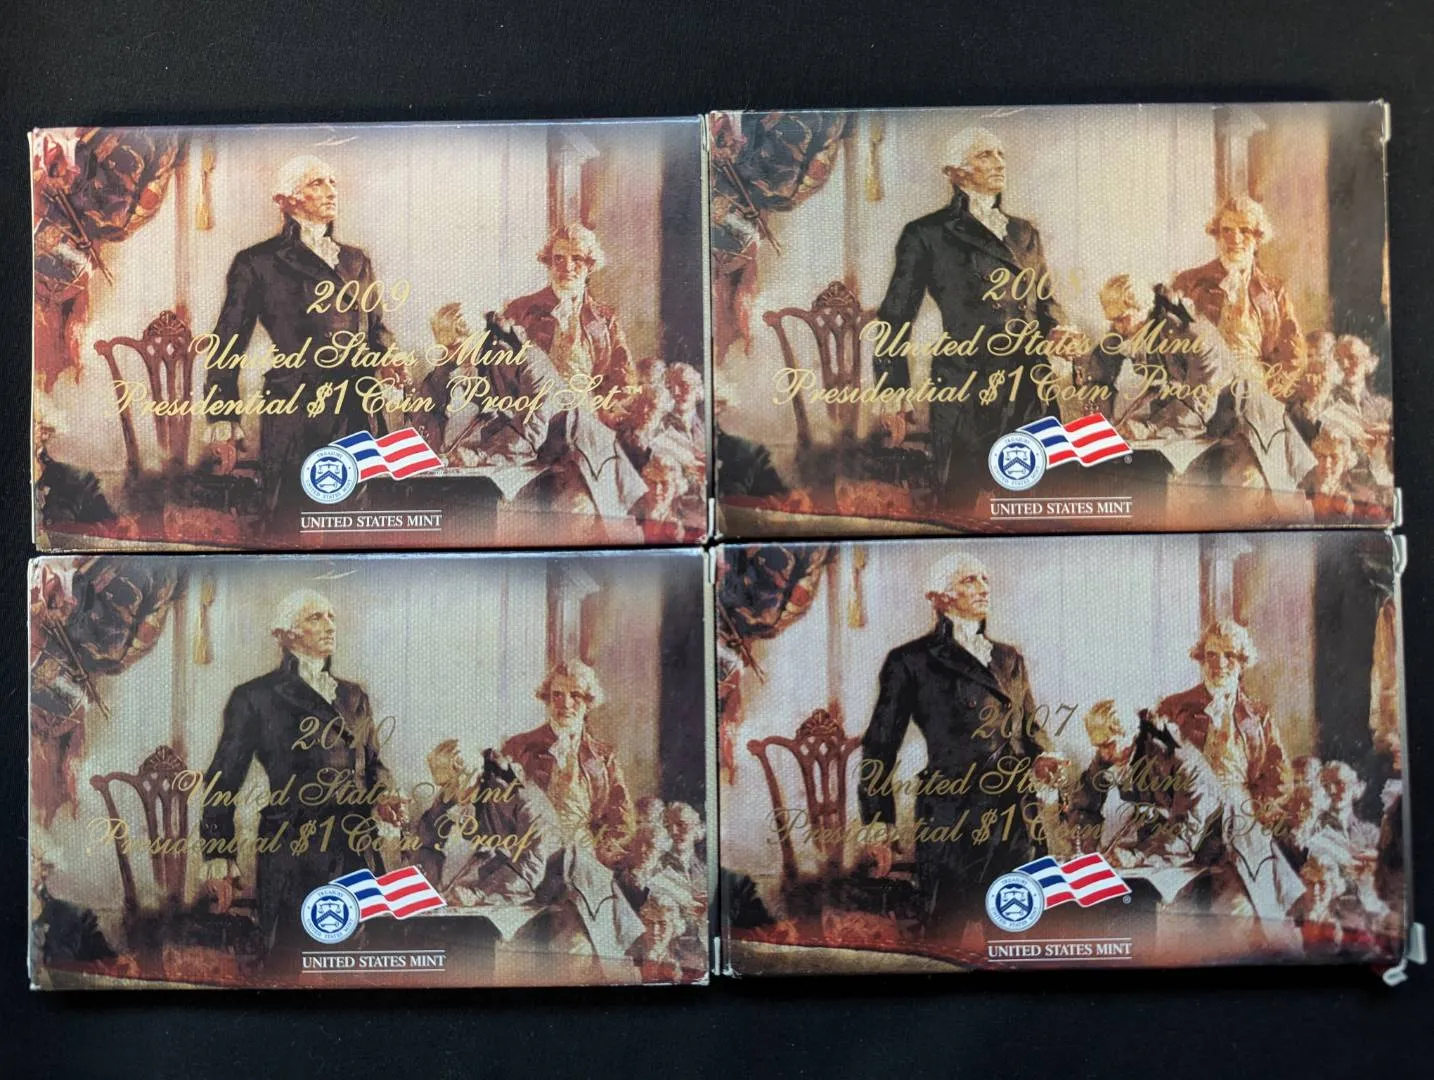 2009
United States Mint
Presidential $1 Coin Proof Set™
UNITED STATES MINT
2008
United States Mint
Presidential $1 Coin Proof Set™
UNITED STATES MINT
2010
United States Mint
Presidential $1 Coin Proof Set
UNITED STATES MINT
2007
United States Mint
Presidential $1 Coin Proof Set
UNITED STATES MINT